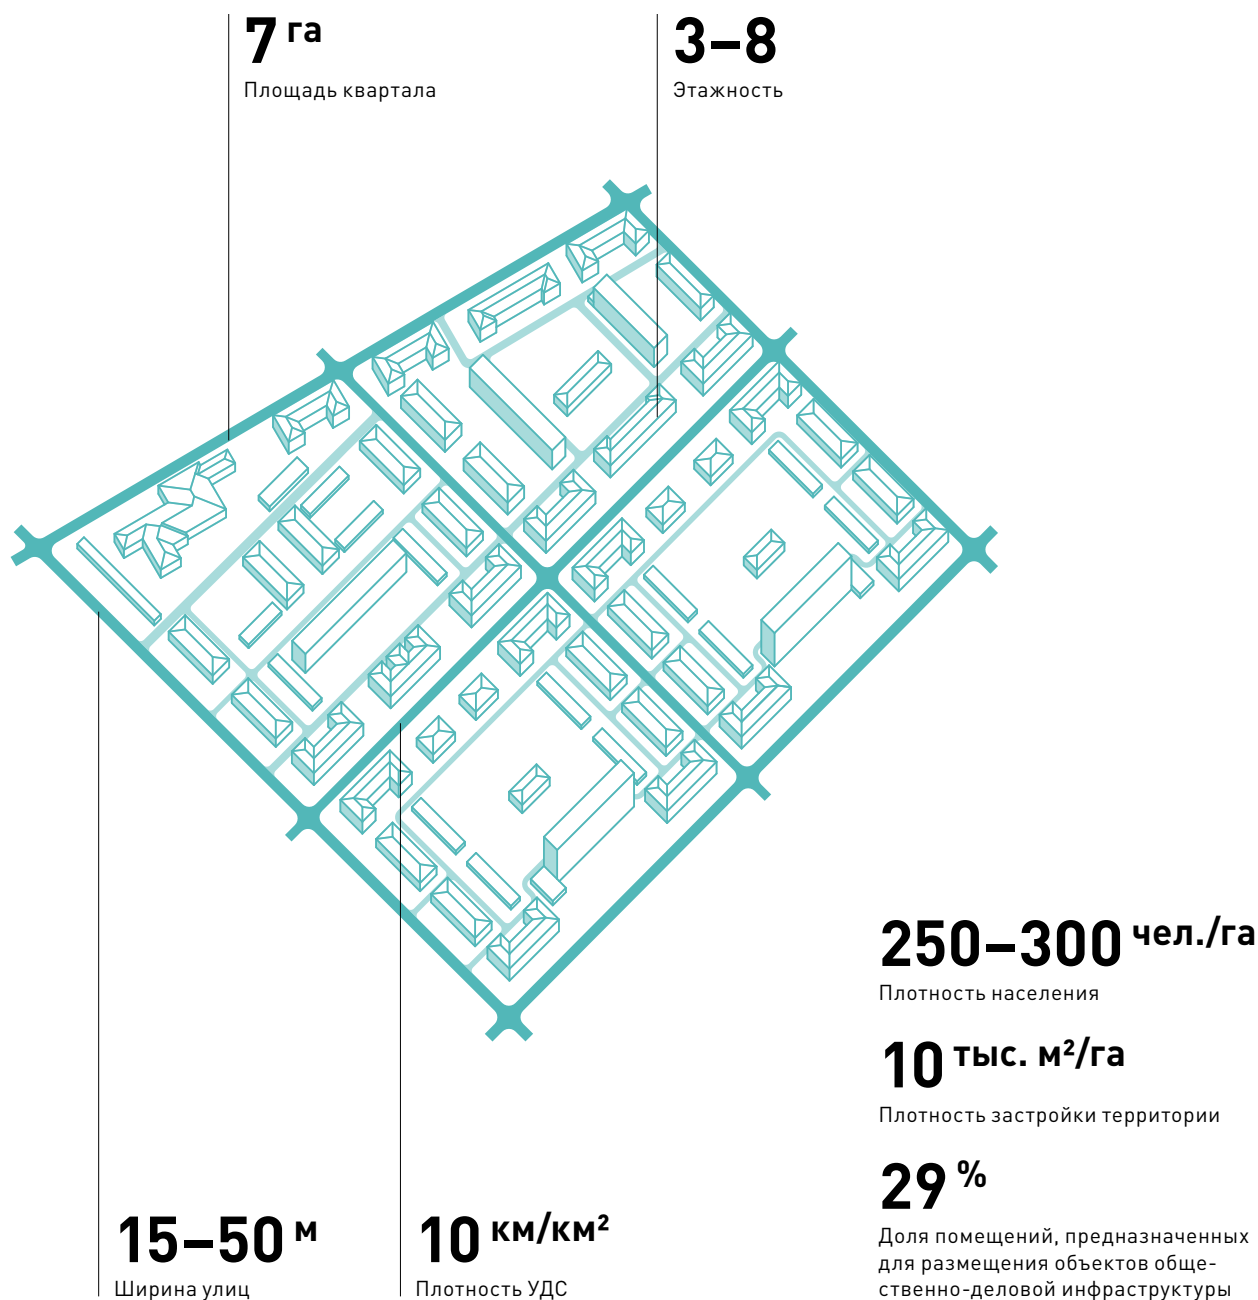 7 га
Площадь квартала
3–8
Этажность
250–300 чел./га
Плотность населения
10 тыс. м²/га
Плотность застройки территории
29 %
Доля помещений, предназначенных
для размещения объектов обще-
ственно-деловой инфраструктуры
15–50 м
Ширина улиц
10 км/км²
Плотность УДС